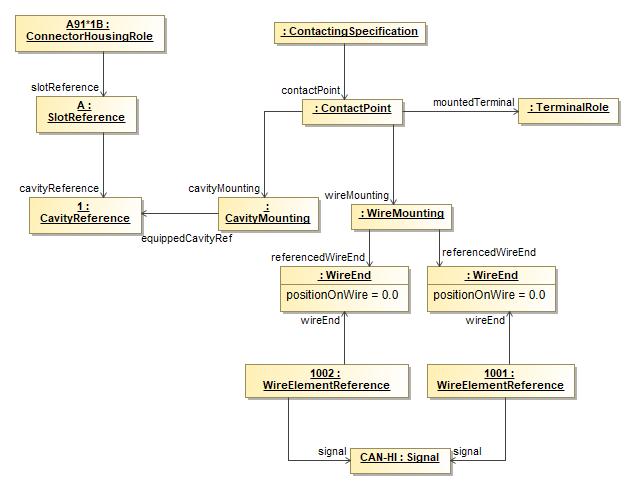 A91*1B :
ConnectorHousingRole
: ContactingSpecification
slotReference
contactPoint
A :
SlotReference
: ContactPoint
mountedTerminal
: TerminalRole
cavityReference
cavityMounting
wireMounting
1 :
CavityReference
:
CavityMounting
: WireMounting
equippedCavityRef
referencedWireEnd
referencedWireEnd
: WireEnd
positionOnWire = 0.0
: WireEnd
positionOnWire = 0.0
wireEnd
wireEnd
1002 :
WireElementReference
1001 :
WireElementReference
signal
CAN-HI : Signal
signal